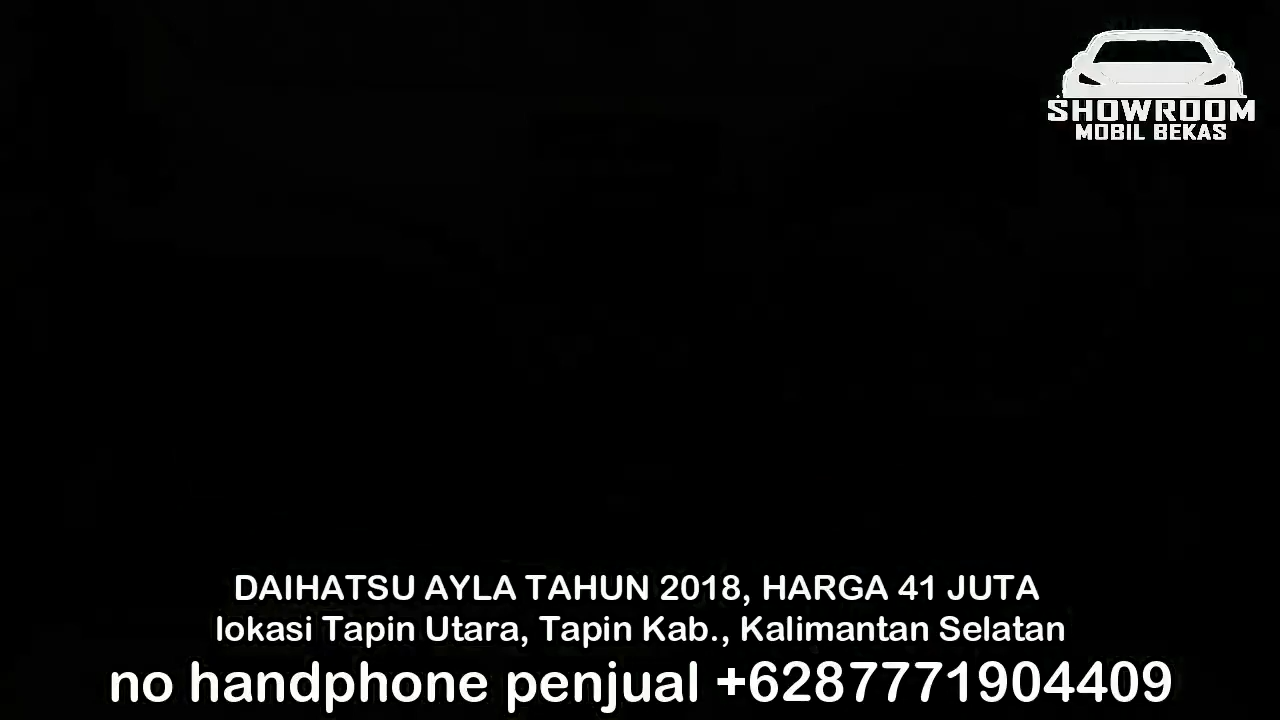 SHOWROOM
MOBIL BEKAS
DAIHATSU AYLA TAHUN 2018, HARGA 41 JUTA
lokasi Tapin Utara, Tapin Kab., Kalimantan Selatan
no handphone penjual +6287771904409